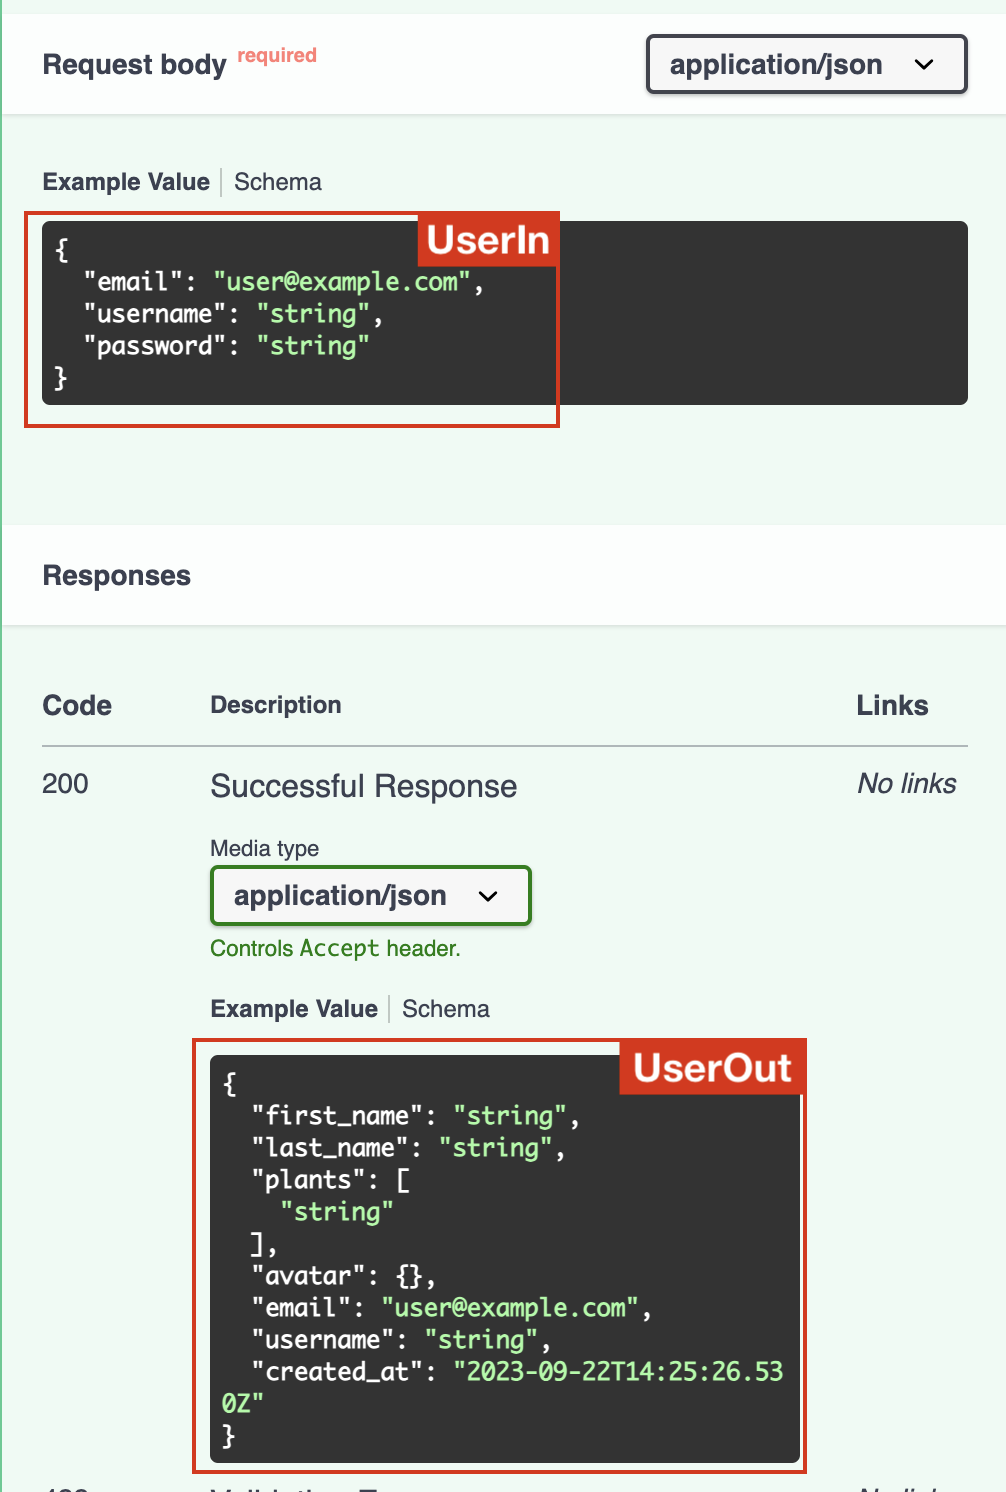 Request body required
application/json
Example Value
Schema
UserIn
{
"email": "user@example.com",
"username": "string",
"password": "string"
}
Responses
Code
Description
Links
200
Successful Response
No links
Media type
application/json
Controls Accept header.
Example Value
Schema
UserOut
{
"first_name": "string",
"last_name": "string",
"plants": [
"string"
],
"avatar": {},
"email": "user@example.com",
"username": "string",
"created_at": "2023-09-22T14:25:26.53
0Z"
}